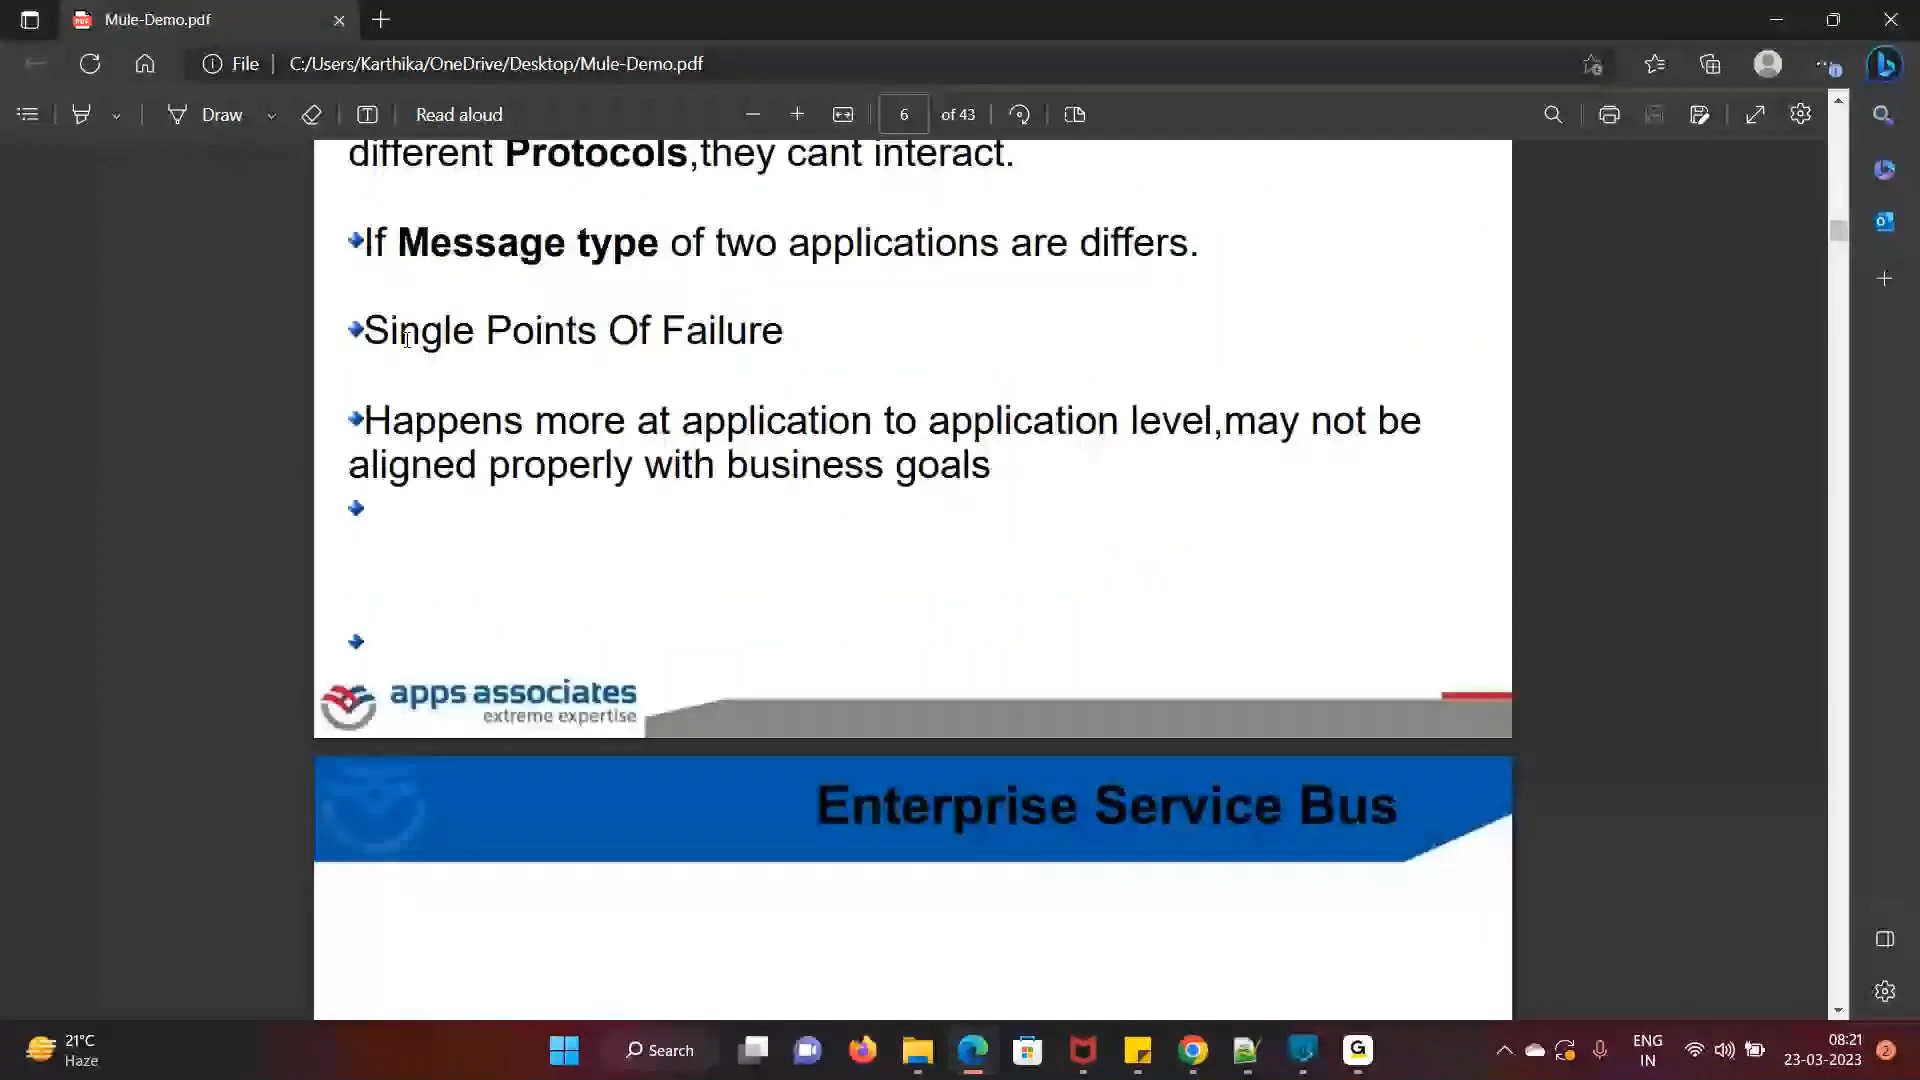 Mule-Demo.pdf
File
C:/Users/Karthika/OneDrive/Desktop/Mule-Demo.pdf
Draw
Read aloud
6
of 43
different Protocols,they cant interact.
If Message type of two applications are differs.
Single Points Of Failure
Happens more at application to application level,may not be
aligned properly with business goals
apps associates
extreme expertise
Enterprise Service Bus
21°C
Haze
Search
ENG
IN
08:21
23-03-2023
2